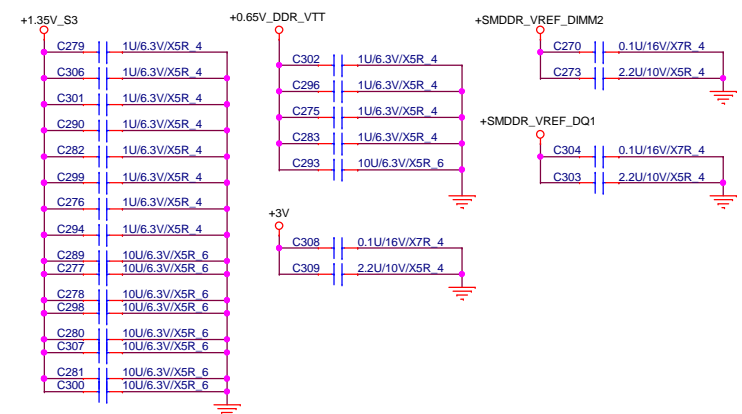 +1.35V_S3
C279 1U/6.3V/X5R_4
C306 1U/6.3V/X5R_4
C301 1U/6.3V/X5R_4
C290 1U/6.3V/X5R_4
C282 1U/6.3V/X5R_4
C299 1U/6.3V/X5R_4
C276 1U/6.3V/X5R_4
C294 1U/6.3V/X5R_4
C289 10U/6.3V/X5R_6
C277 10U/6.3V/X5R_6
C278 10U/6.3V/X5R_6
C298 10U/6.3V/X5R_6
C280 10U/6.3V/X5R_6
C307 10U/6.3V/X5R_6
C281 10U/6.3V/X5R_6
C300 10U/6.3V/X5R_6
+0.65V_DDR_VTT
C302 1U/6.3V/X5R_4
C296 1U/6.3V/X5R_4
C275 1U/6.3V/X5R_4
C283 1U/6.3V/X5R_4
C293 10U/6.3V/X5R_6
+3V
C308 0.1U/16V/X7R_4
C309 2.2U/10V/X5R_4
+SMDDR_VREF_DIMM2
C270 0.1U/16V/X7R_4
C273 2.2U/10V/X5R_4
+SMDDR_VREF_DQ1
C304 0.1U/16V/X7R_4
C303 2.2U/10V/X5R_4